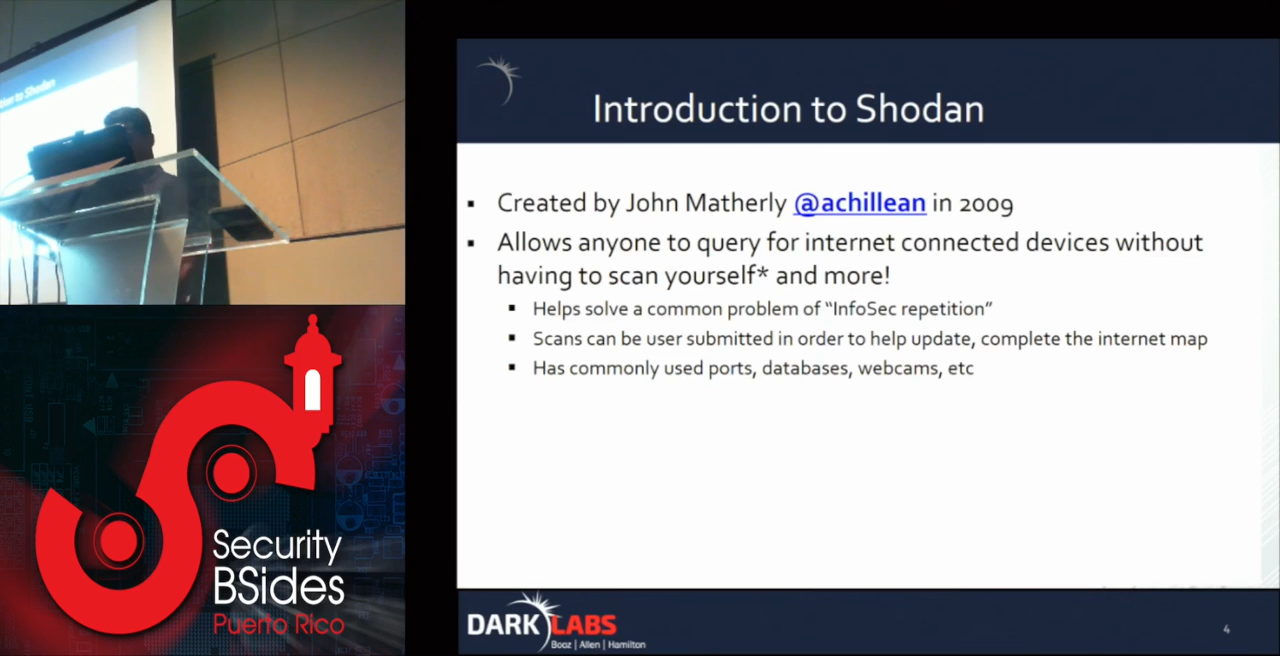 tion to Shodan
Introduction to Shodan
▪ Created by John Matherly @achillean in 2009
▪ Allows anyone to query for internet connected devices without
having to scan yourself* and more!
▪ Helps solve a common problem of “InfoSec repetition”
▪ Scans can be user submitted in order to help update, complete the internet map
▪ Has commonly used ports, databases, webcams, etc
Security
BSides
Puerto Rico
DARK LABS
Booz | Allen | Hamilton
4